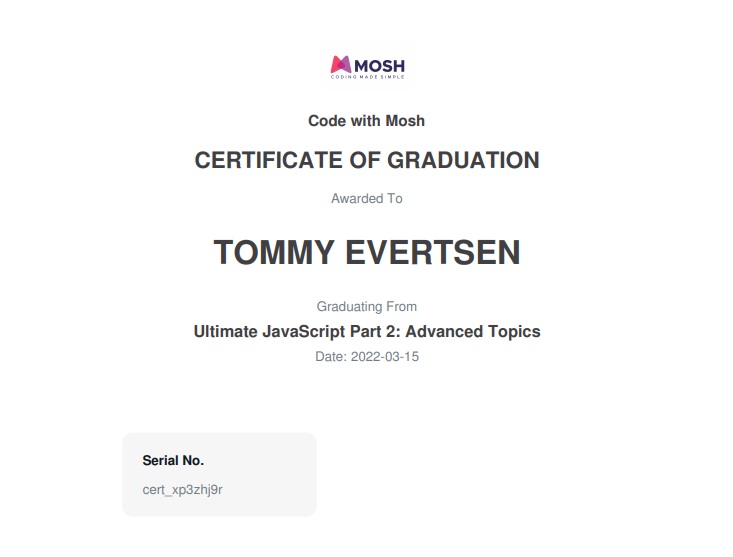 MOSH
CODING MADE SIMPLE
Code with Mosh
CERTIFICATE OF GRADUATION
Awarded To
TOMMY EVERTSEN
Graduating From
Ultimate JavaScript Part 2: Advanced Topics
Date: 2022-03-15
Serial No.
cert_xp3zhj9r